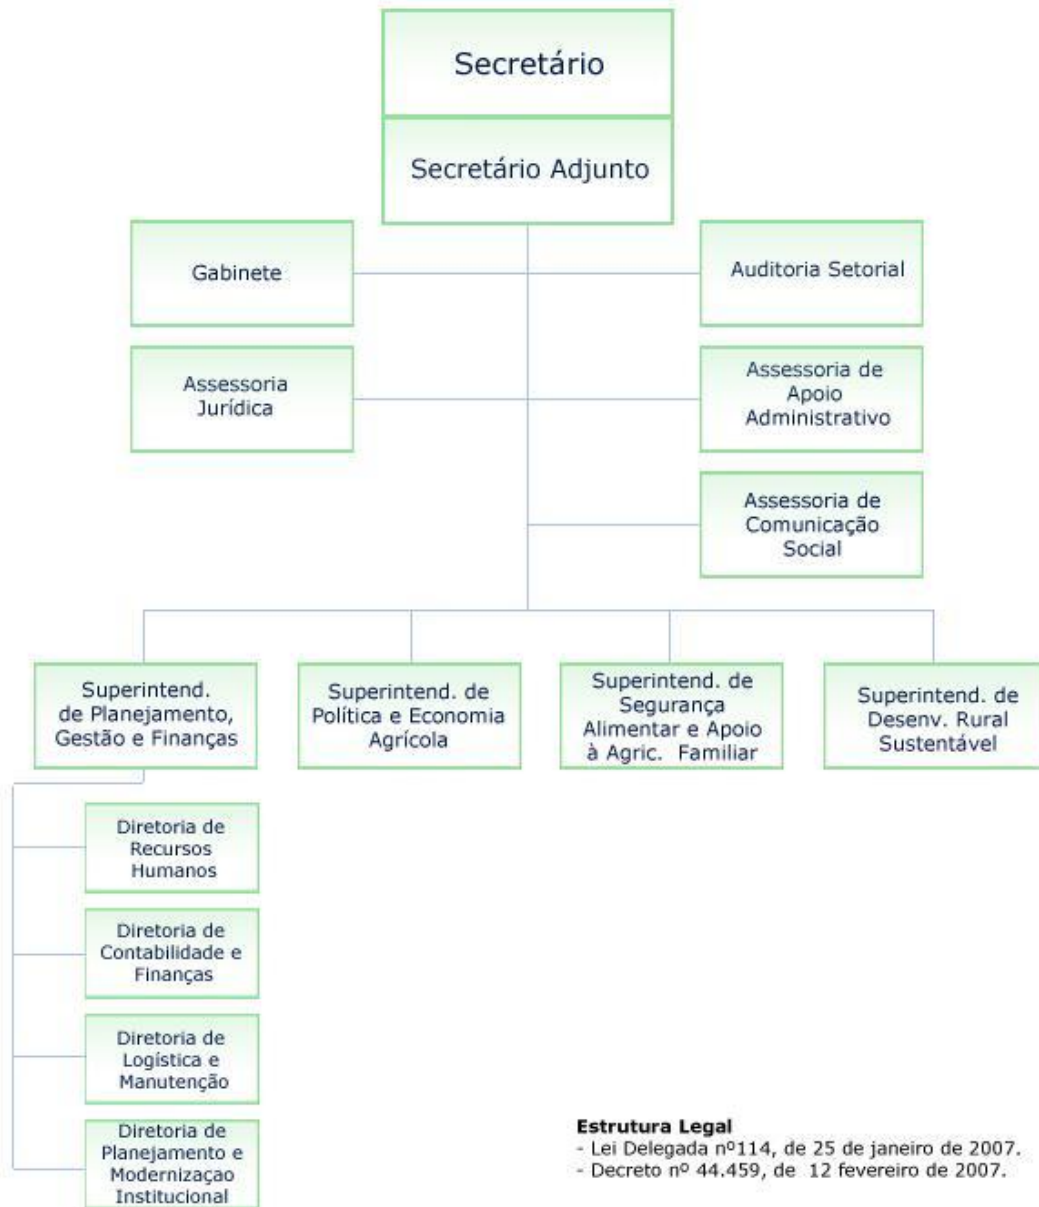 Secretário
Secretário Adjunto
Gabinete
Auditoria Setorial
Assessoria
Jurídica
Assessoria de
Apoio
Administrativo
Assessoria de
Comunicação
Social
Superintend.
de Planejamento,
Gestão e Finanças
Superintend. de
Política e Economia
Agrícola
Superintend. de
Segurança
Alimentar e Apoio
à Agric. Familiar
Superintend. de
Desenv. Rural
Sustentável
Diretoria de
Recursos
Humanos
Diretoria de
Contabilidade e
Finanças
Diretoria de
Logística e
Manutenção
Diretoria de
Planejamento e
Modernizaçao
Institucional
Estrutura Legal
- Lei Delegada nº114, de 25 de janeiro de 2007.
- Decreto nº 44.459, de 12 fevereiro de 2007.